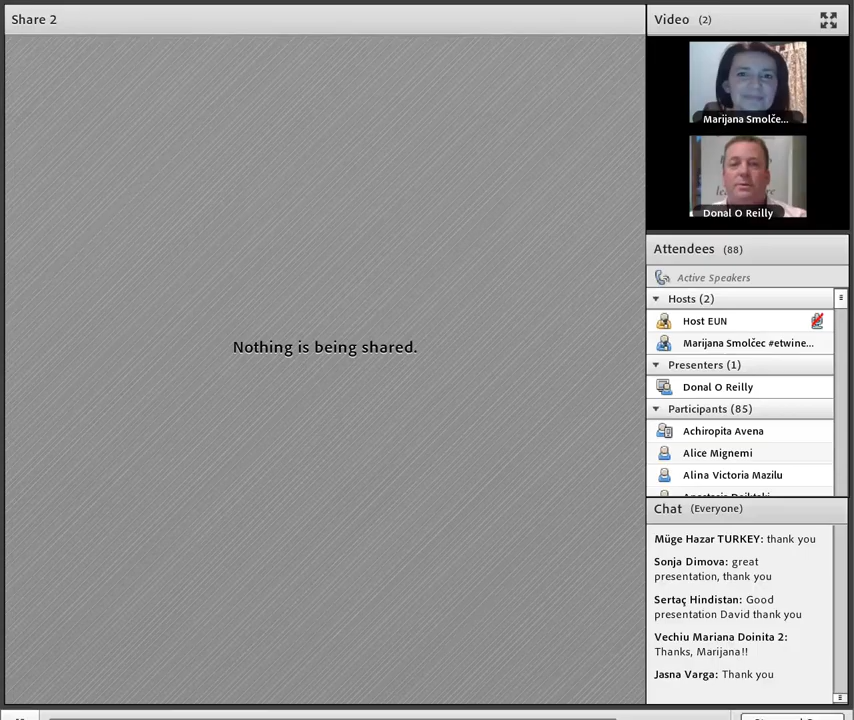 Share 2
Nothing is being shared.
Video (2)
Marijana Smolče...
Donal O Reilly
Attendees (88)
Active Speakers
Hosts (2)
Host EUN
Marijana Smolčec #etwine...
Presenters (1)
Donal O Reilly
Participants (85)
Achiropita Avena
Alice Mignemi
Alina Victoria Mazilu
Chat (Everyone)
Müge Hazar TURKEY: thank you
Sonja Dimova: great
presentation, thank you
Sertaç Hindistan: Good
presentation David thank you
Vechiu Mariana Doinita 2:
Thanks, Marijana!!
Jasna Varga: Thank you